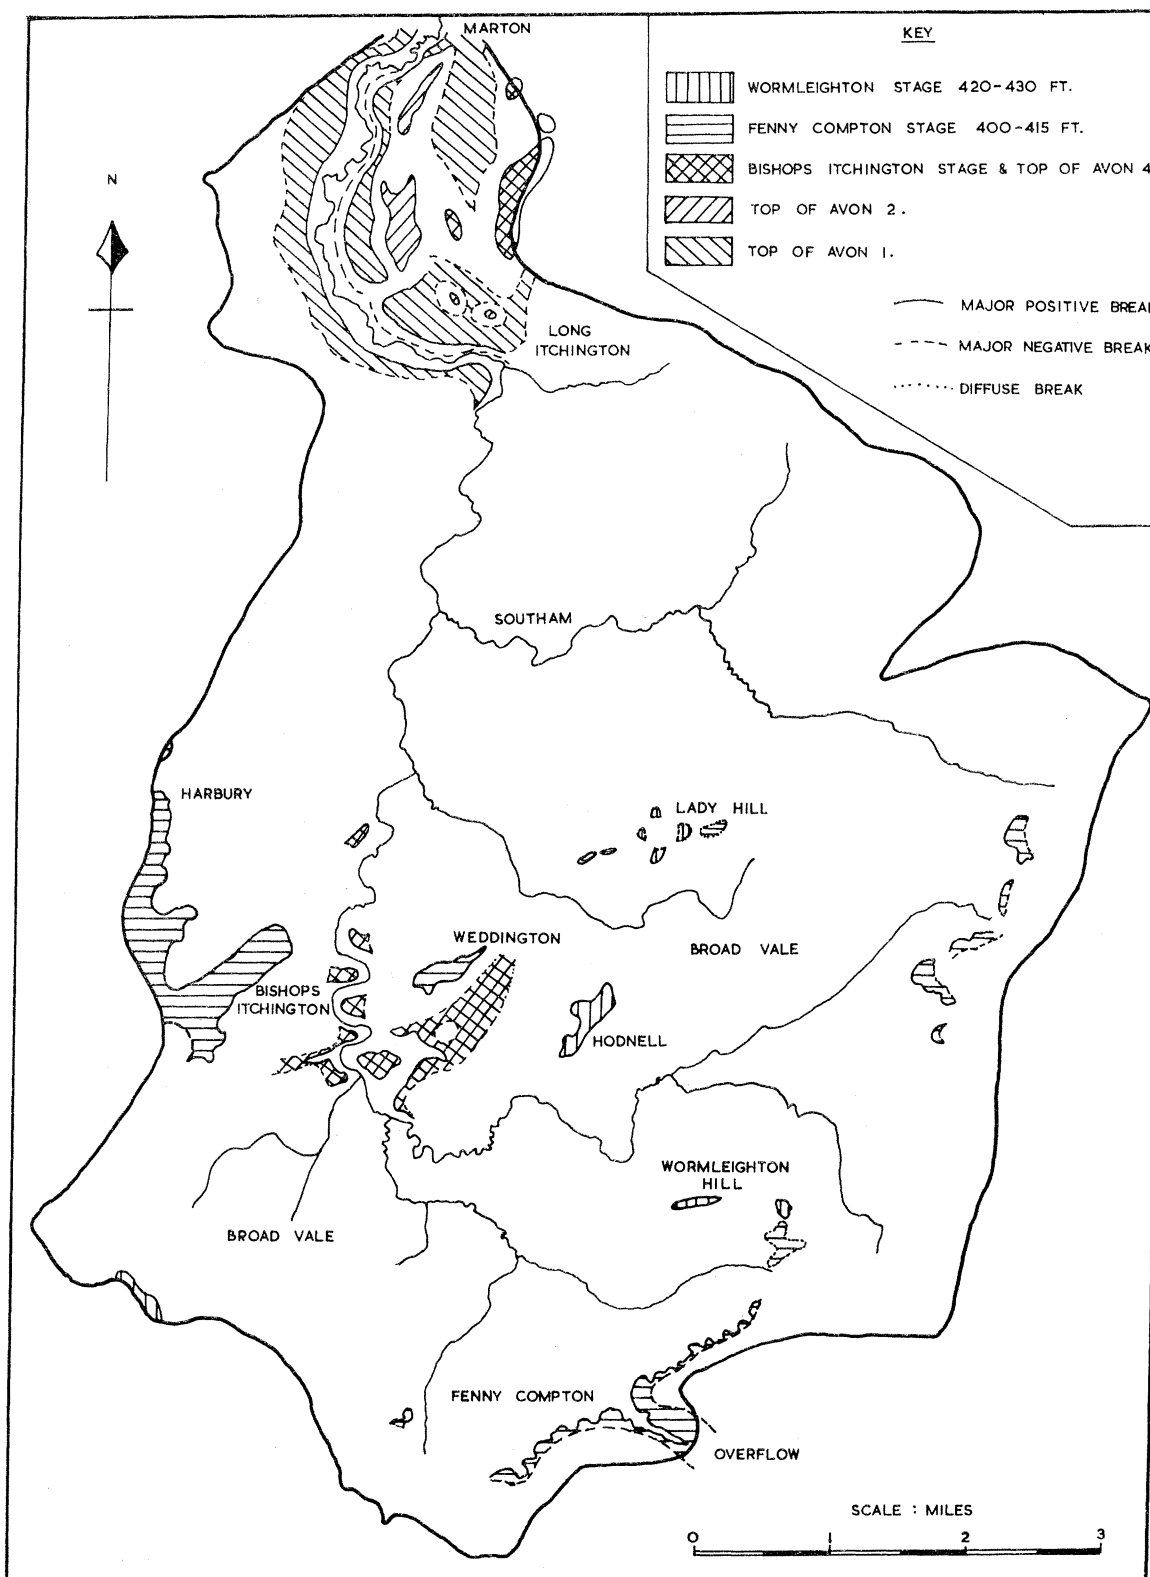 MARTON
KEY
WORMLEIGHTON STAGE 420-430 FT.
FENNY COMPTON STAGE 400-415 FT.
BISHOPS ITCHINGTON STAGE & TOP OF AVON 4
TOP OF AVON 2.
TOP OF AVON 1.
MAJOR POSITIVE BREAK
MAJOR NEGATIVE BREAK
DIFFUSE BREAK
N
LONG
ITCHINGTON
SOUTHAM
HARBURY
LADY HILL
WEDDINGTON
BROAD VALE
BISHOPS
ITCHINGTON
HODNELL
WORMLEIGHTON
HILL
BROAD VALE
FENNY COMPTON
OVERFLOW
SCALE : MILES
0 1 2 3